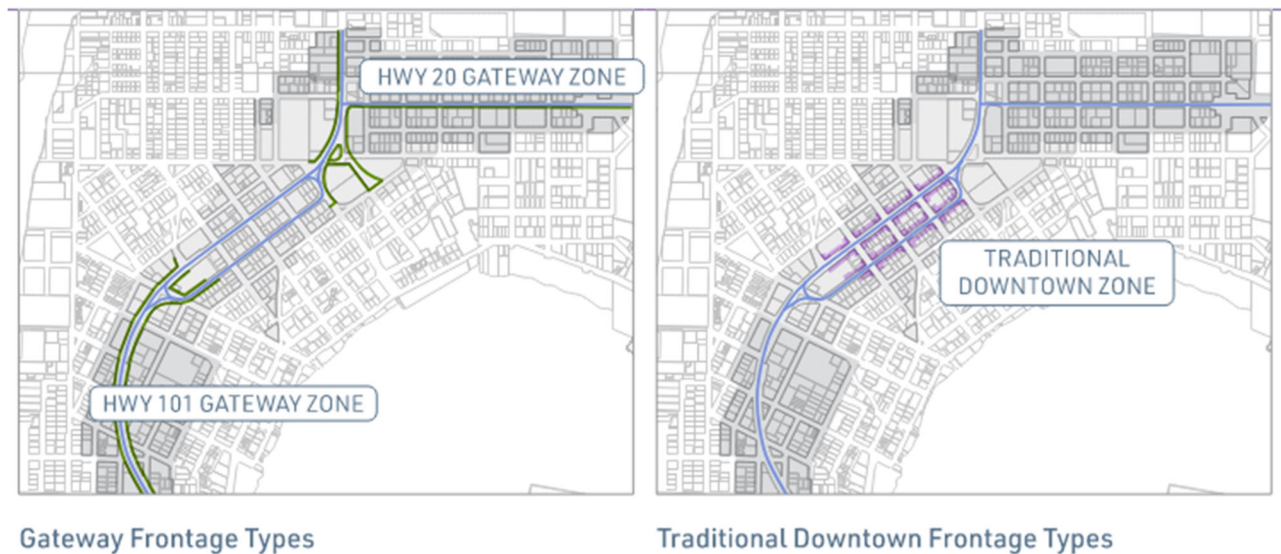 HWY 20 GATEWAY ZONE
HWY 101 GATEWAY ZONE
Gateway Frontage Types
TRADITIONAL
DOWNTOWN ZONE
Traditional Downtown Frontage Types